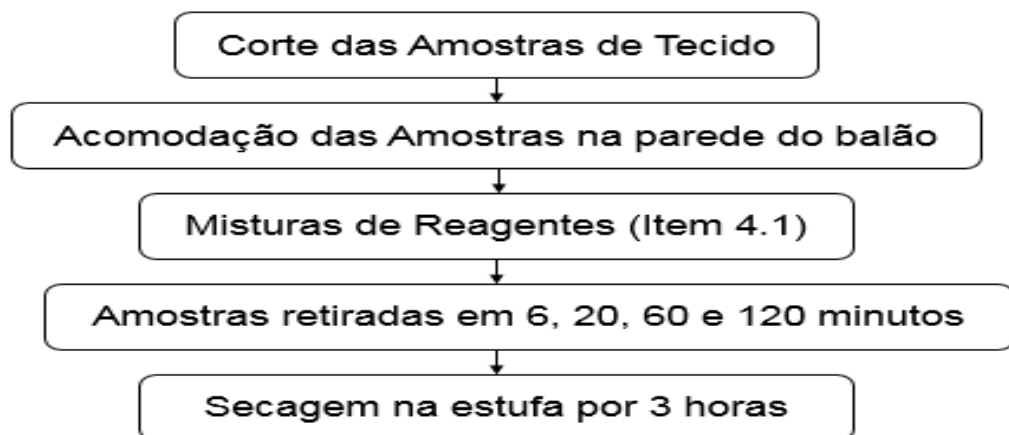 Corte das Amostras de Tecido
Acomodação das Amostras na parede do balão
Misturas de Reagentes (Item 4.1)
Amostras retiradas em 6, 20, 60 e 120 minutos
Secagem na estufa por 3 horas